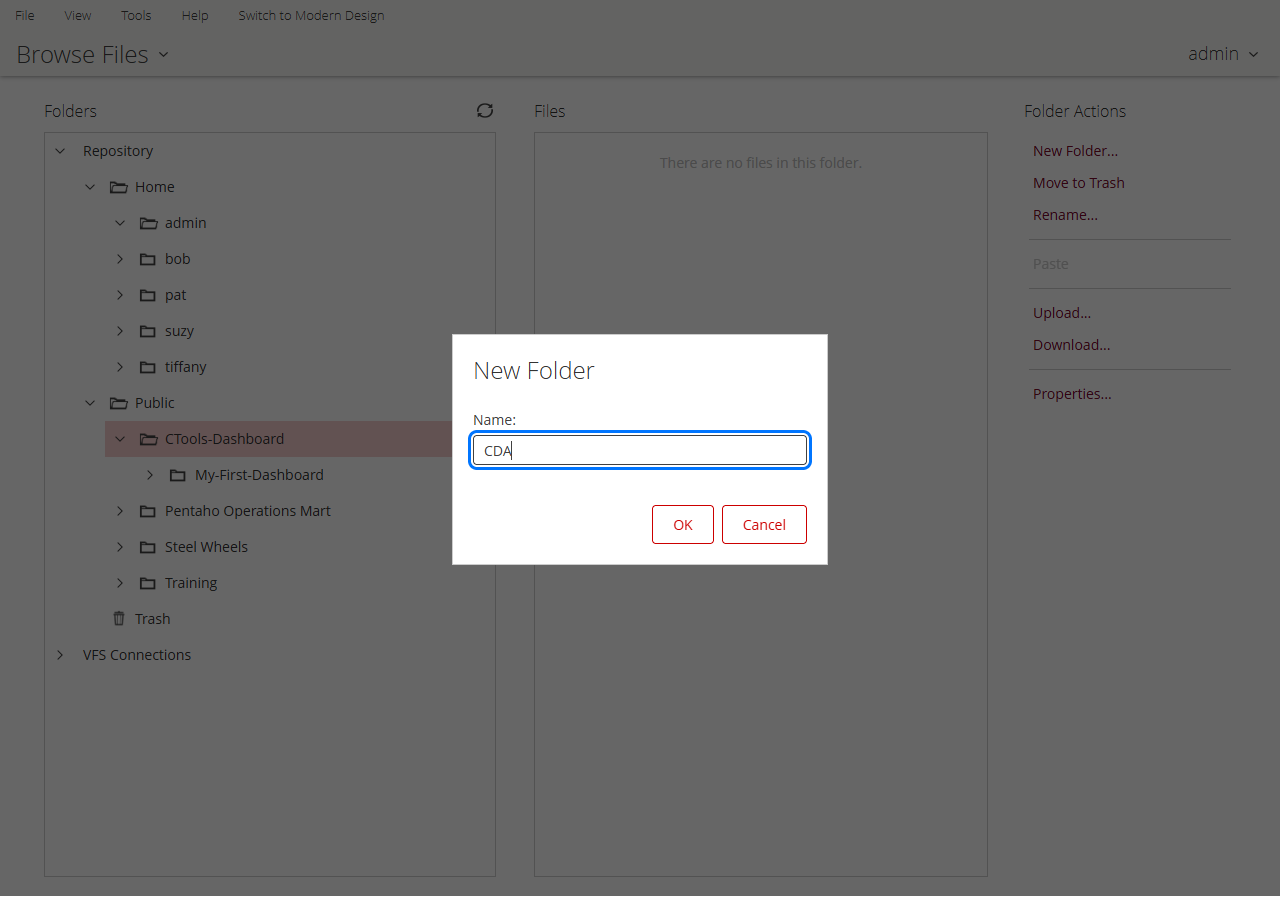 File View Tools Help Switch to Modern Design
Browse Files
admin
Folders
Repository
Home
admin
bob
pat
suzy
tiffany
Public
CTools-Dashboard
My-First-Dashboard
Pentaho Operations Mart
Steel Wheels
Training
Trash
VFS Connections
Files
There are no files in this folder.
New Folder
Name:
CDA
OK Cancel
Folder Actions
New Folder...
Move to Trash
Rename...
Paste
Upload...
Download...
Properties...